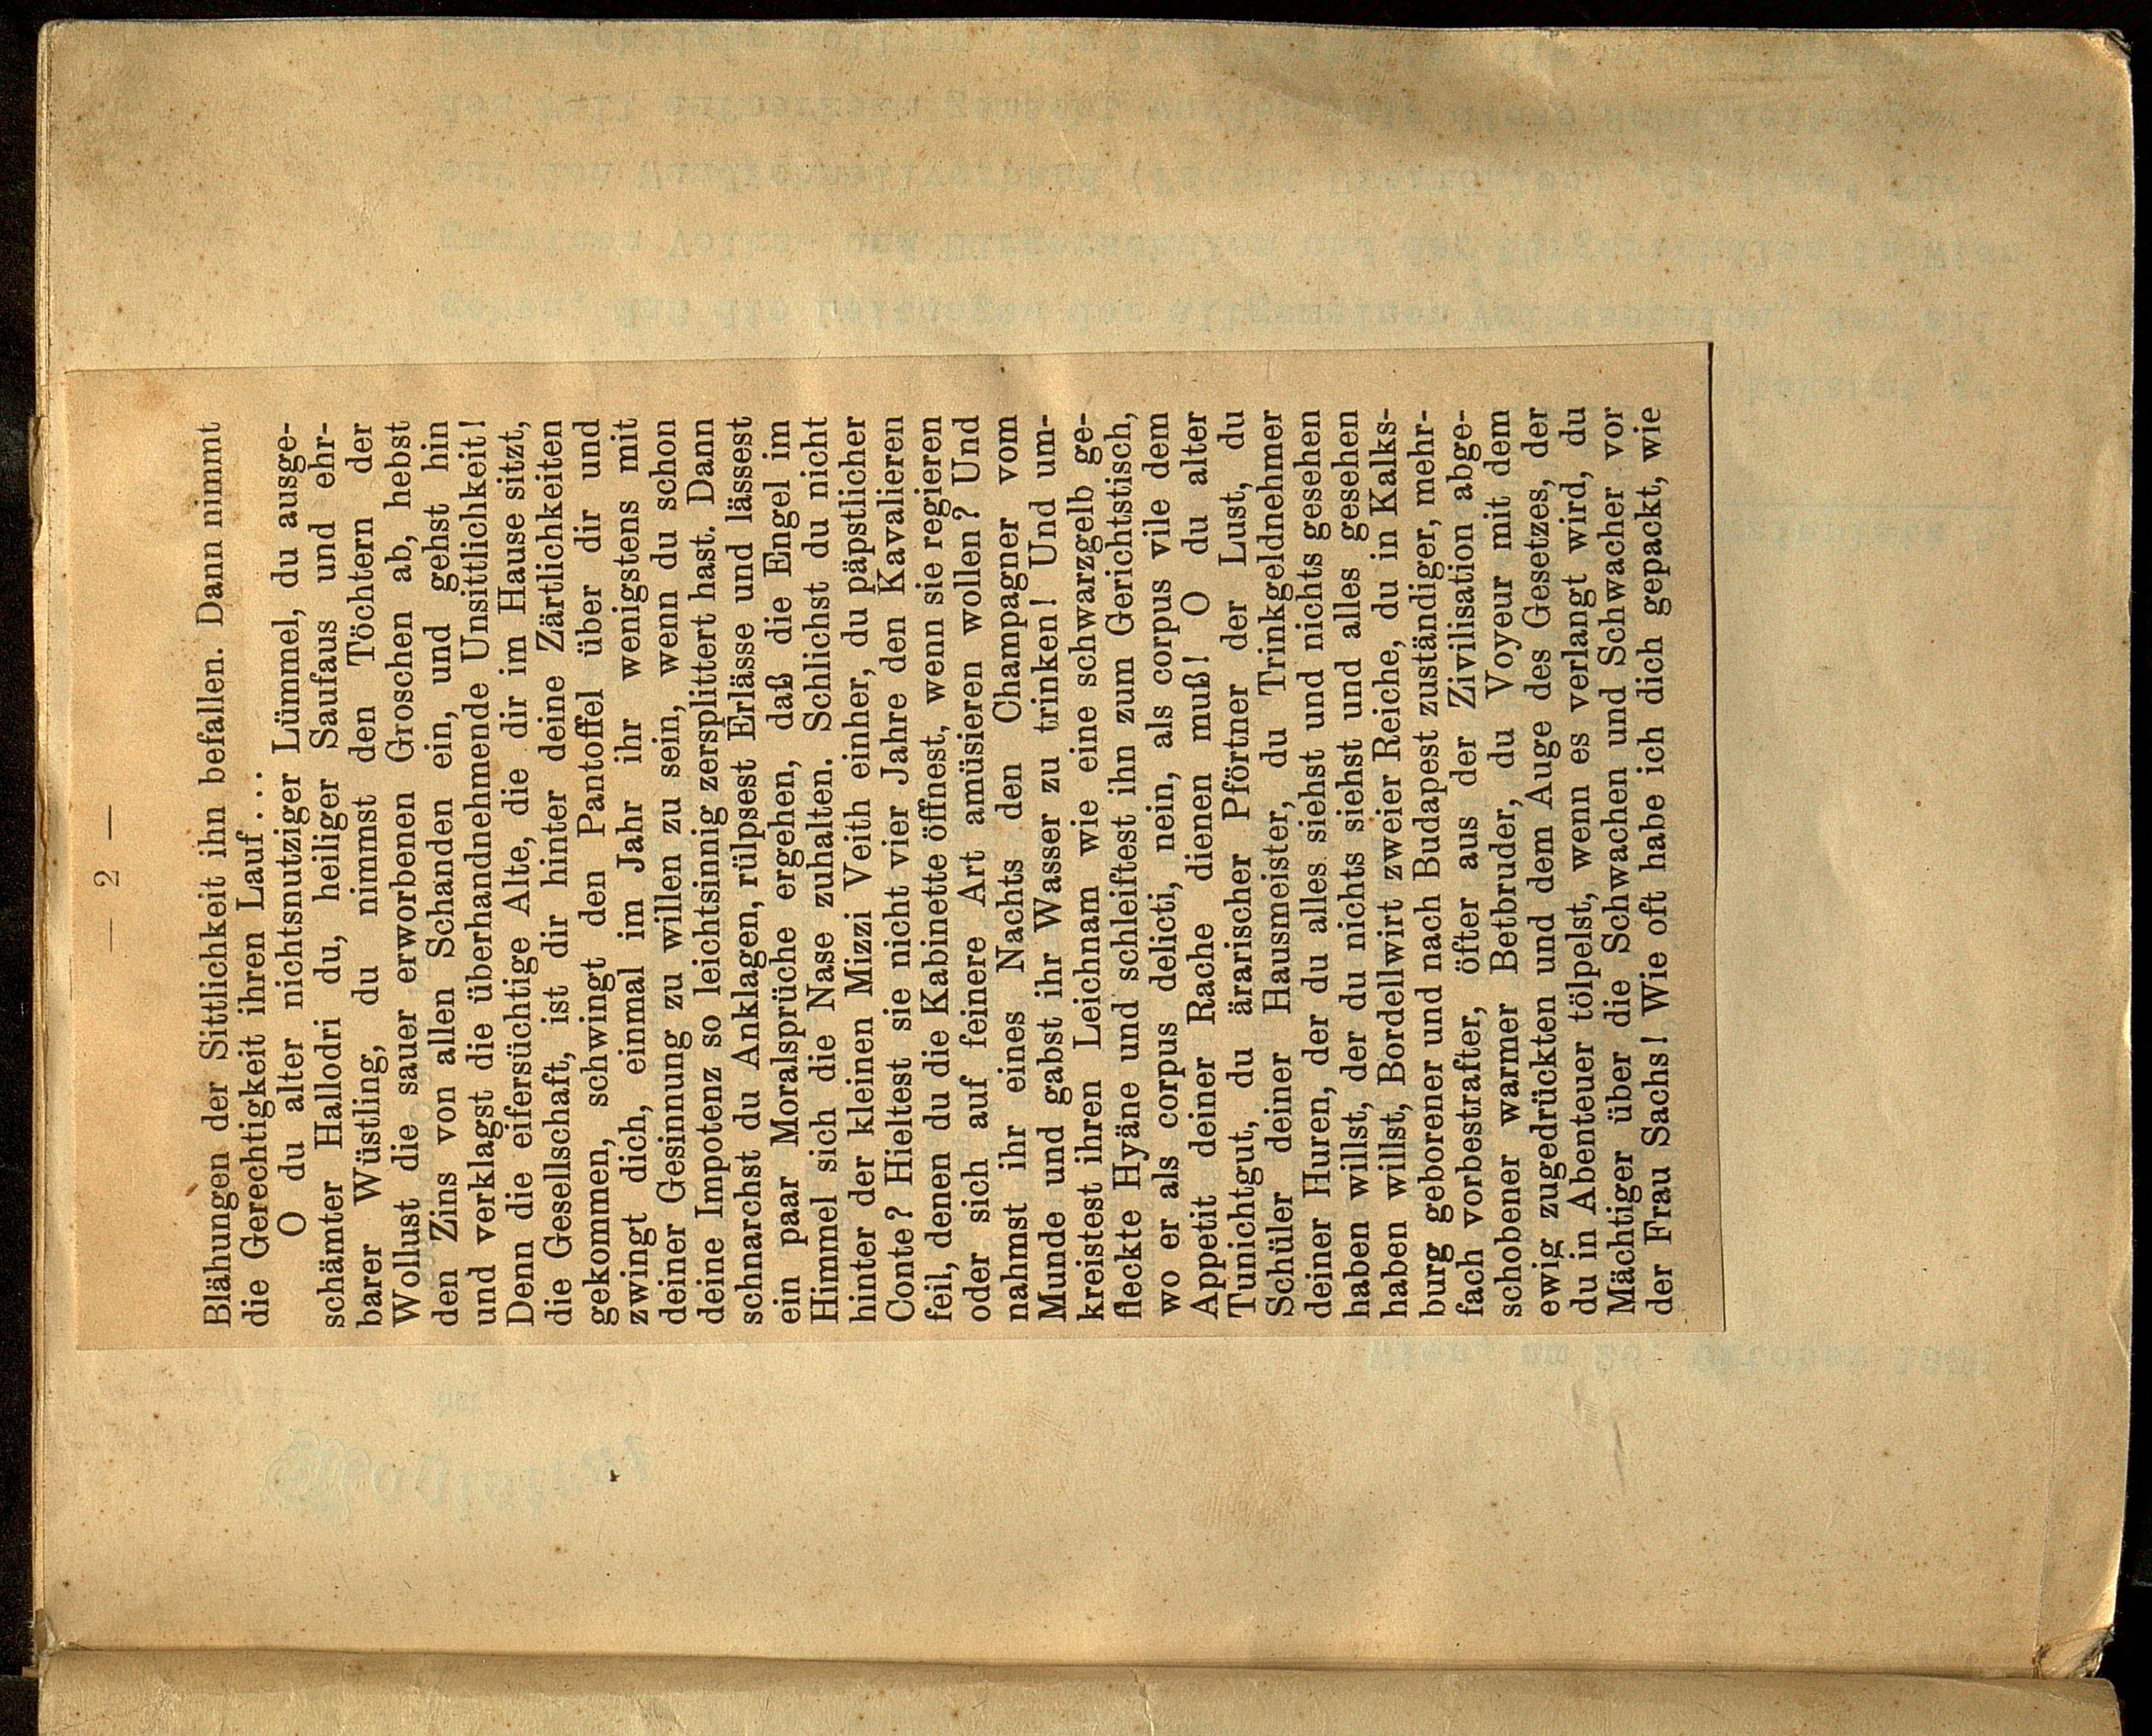 — 2 —
Blähungen der Sittlichkeit ihn befallen. Dann nimmt
die Gerechtigkeit ihren Lauf . . .
O du alter nichtsnutziger Lümmel, du ausge-
schämter Hallodri du, heiliger Saufaus und ehr-
barer Wüstling, du nimmst den Töchtern der
Wollust die sauer erworbenen Groschen ab, hebst
den Zins von allen Schanden ein, und gehst hin
und verklagst die überhandnehmende Unsittlichkeit!
Denn die eifersüchtige Alte, die dir im Hause sitzt,
die Gesellschaft, ist dir hinter deine Zärtlichkeiten
gekommen, schwingt den Pantoffel über dir und
zwingt dich, einmal im Jahr ihr wenigstens mit
deiner Gesinnung zu willen zu sein, wenn du schon
deine Impotenz so leichtsinnig zersplittert hast. Dann
schnarchst du Anklagen, rülpsest Erlässe und lässest
ein paar Moralsprüche ergehen, daß die Engel im
Himmel sich die Nase zuhalten. Schlichst du nicht
hinter der kleinen Mizzi Veith einher, du päpstlicher
Conte? Hieltest sie nicht vier Jahre den Kavalieren
feil, denen du die Kabinette öffnest, wenn sie regieren
oder sich auf feinere Art amüsieren wollen? Und
nahmst ihr eines Nachts den Champagner vom
Munde und gabst ihr Wasser zu trinken! Und um-
kreistest ihren Leichnam wie eine schwarzgelb ge-
fleckte Hyäne und schleiftest ihn zum Gerichtstisch,
wo er als corpus delicti, nein, als corpus vile dem
Appetit deiner Rache dienen muß! O du alter
Tunichtgut, du ärarischer Pförtner der Lust, du
Schüler deiner Hausmeister, du Trinkgeldnehmer
deiner Huren, der du alles siehst und nichts gesehen
haben willst, der du nichts siehst und alles gesehen
haben willst, Bordellwirt zweier Reiche, du in Kalks-
burg geborener und nach Budapest zuständiger, mehr-
fach vorbestrafter, öfter aus der Zivilisation abge-
schobener warmer Betbruder, du Voyeur mit dem
ewig zugedrückten und dem Auge des Gesetzes, der
du in Abenteuer tölpelst, wenn es verlangt wird, du
Mächtiger über die Schwachen und Schwacher vor
der Frau Sachs! Wie oft habe ich dich gepackt, wie